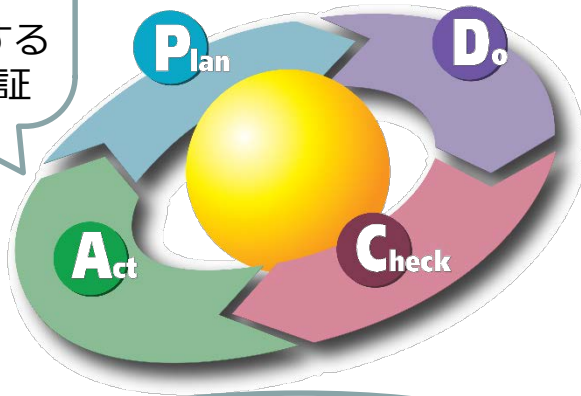 する
証
Plan
Do
Check
Act